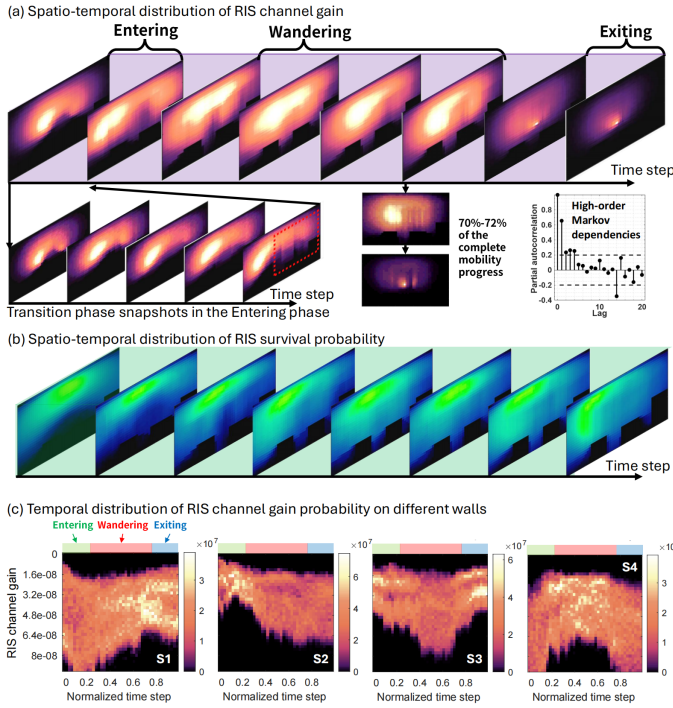 (a) Spatio-temporal distribution of RIS channel gain
Entering
Wandering
Exiting
Time step
Time step
Transition phase snapshots in the Entering phase
70%-72%
of the
complete
mobility
progress
Partial autocorrelation
1
0.8
0.6
0.4
0.2
0
-0.2
-0.4
High-order
Markov
dependencies
0 10 20
Lag
(b) Spatio-temporal distribution of RIS survival probability
Time step
(c) Temporal distribution of RIS channel gain probability on different walls
Entering Wandering Exiting
RIS channel gain
0
1.6e-08
3.2e-08
4.8e-08
6.4e-08
8e-08
S1
0 0.2 0.4 0.6 0.8
Normalized time step
×10⁷
3
2
1
0
S2
0 0.2 0.4 0.6 0.8
Normalized time step
×10⁷
6
4
2
0
S3
0 0.2 0.4 0.6 0.8
Normalized time step
×10⁷
6
4
2
0
S4
0 0.2 0.4 0.6 0.8
Normalized time step
×10⁷
3
2
1
0